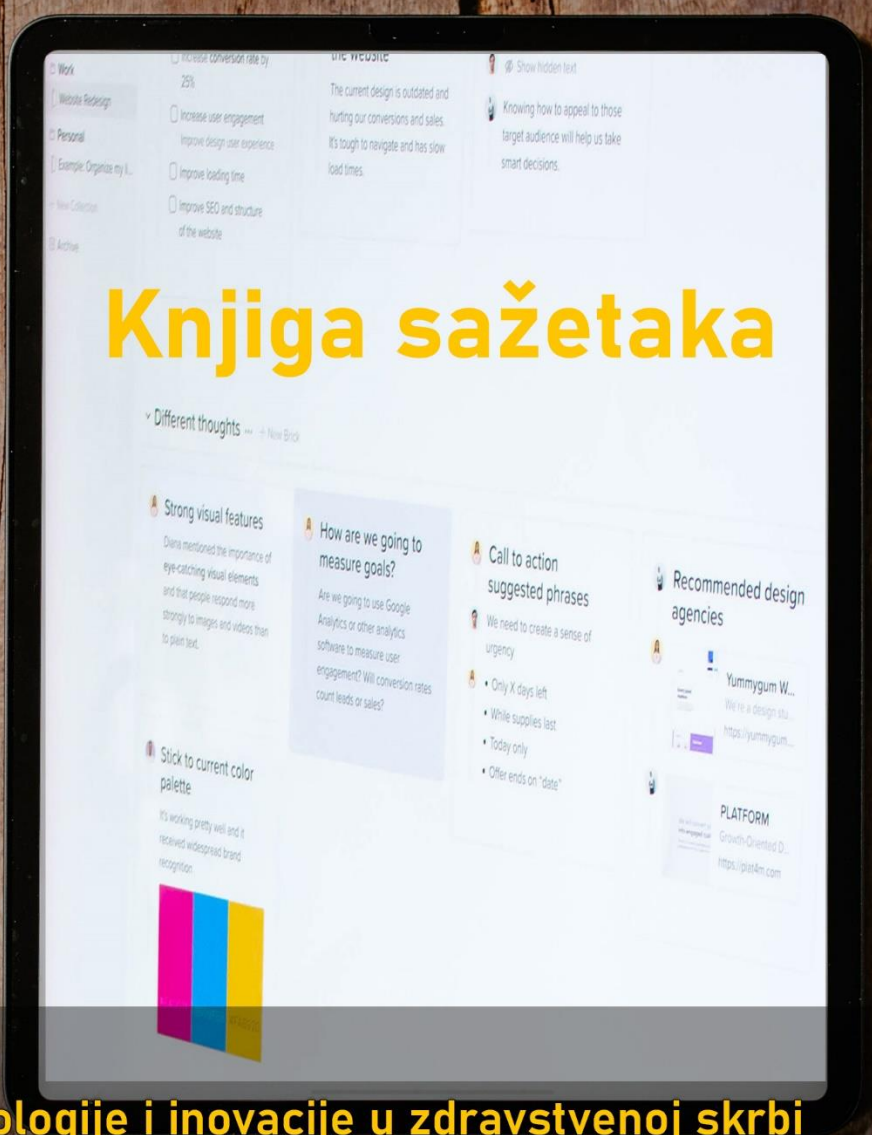 Work
Website Redesign
Personal
Example: Organize my li...
+ New Collection
Archive
Increase conversion rate by
25%
Increase user engagement
Improve design user experience
Improve loading time
Improve SEO and structure
of the website
the website
The current design is outdated and
hurting our conversions and sales.
It's tough to navigate and has slow
load times.
Show hidden text
Knowing how to appeal to those
target audience will help us take
smart decisions.
Knjiga sažetaka
Different thoughts ... + New Brick
Strong visual features
Diana mentioned the importance of
eye-catching visual elements
and that people respond more
strongly to images and videos than
to plain text.
How are we going to
measure goals?
Are we going to use Google
Analytics or other analytics
software to measure user
engagement? Will conversion rates
count leads or sales?
Call to action
suggested phrases
We need to create a sense of
urgency
• Only X days left
• While supplies last
• Today only
• Offer ends on "date"
Recommended design
agencies
Yummygum W...
We're a design stu...
https://yummygum...
PLATFORM
Growth-Oriented D...
https://plat4m.com
Stick to current color
palette
It's working pretty well and it
received widespread brand
recognition
ologije i inovacije u zdravstvenoj skrbi